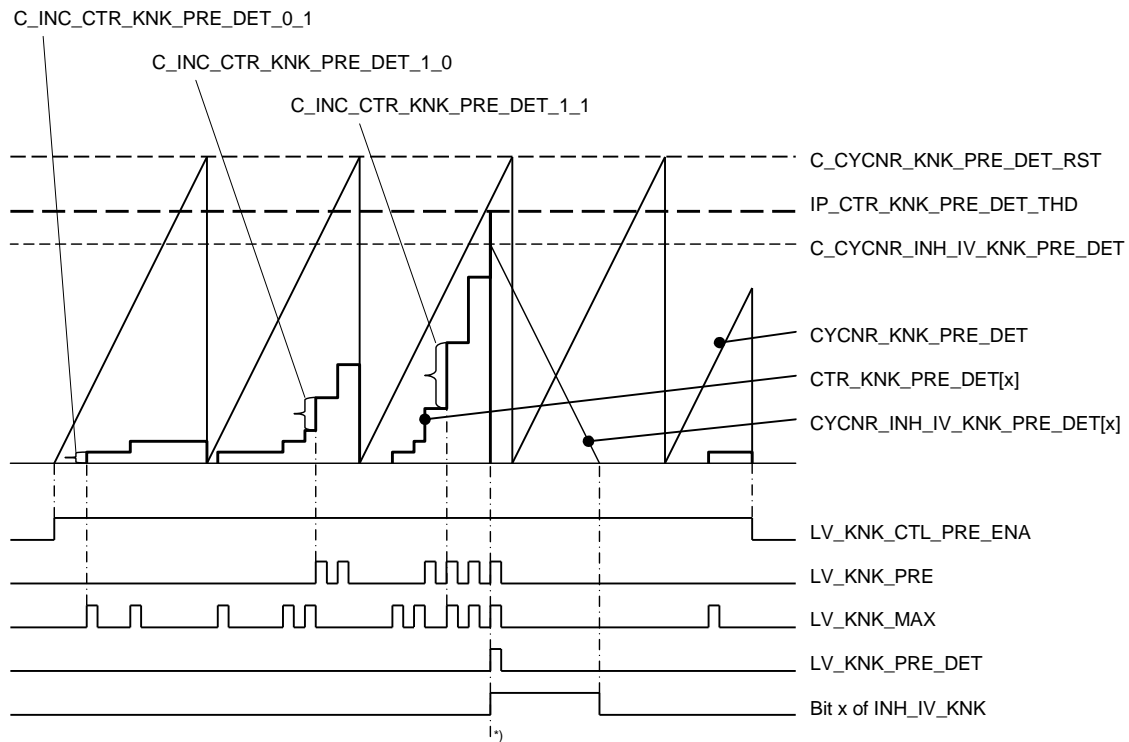 C_INC_CTR_KNK_PRE_DET_0_1
C_INC_CTR_KNK_PRE_DET_1_0
C_INC_CTR_KNK_PRE_DET_1_1
C_CYCNR_KNK_PRE_DET_RST
IP_CTR_KNK_PRE_DET_THD
C_CYCNR_INH_IV_KNK_PRE_DET
CYCNR_KNK_PRE_DET
CTR_KNK_PRE_DET[x]
CYCNR_INH_IV_KNK_PRE_DET[x]
LV_KNK_CTL_PRE_ENA
LV_KNK_PRE
LV_KNK_MAX
LV_KNK_PRE_DET
Bit x of INH_IV_KNK
*)